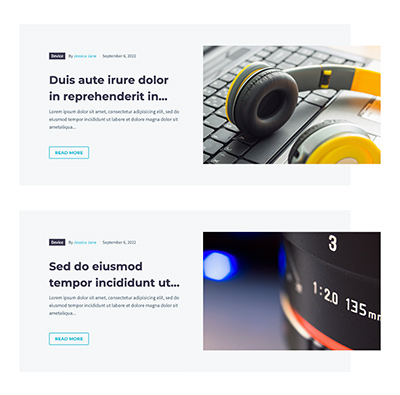 Device By Jessica Jane September 6, 2022
Duis aute irure dolor
in reprehenderit in...
Lorem ipsum dolor sit amet, consectetur adipisicing elit, sed do
eiusmod tempor incididunt ut labore et dolore magna dolor sit
ametaliqua...
READ MORE
Device By Jessica Jane September 6, 2022
3
1:2.0 135mm
Sed do eiusmod
tempor incididunt ut...
Lorem ipsum dolor sit amet, consectetur adipisicing elit, sed do
eiusmod tempor incididunt ut labore et dolore magna dolor sit
ametaliqua...
READ MORE